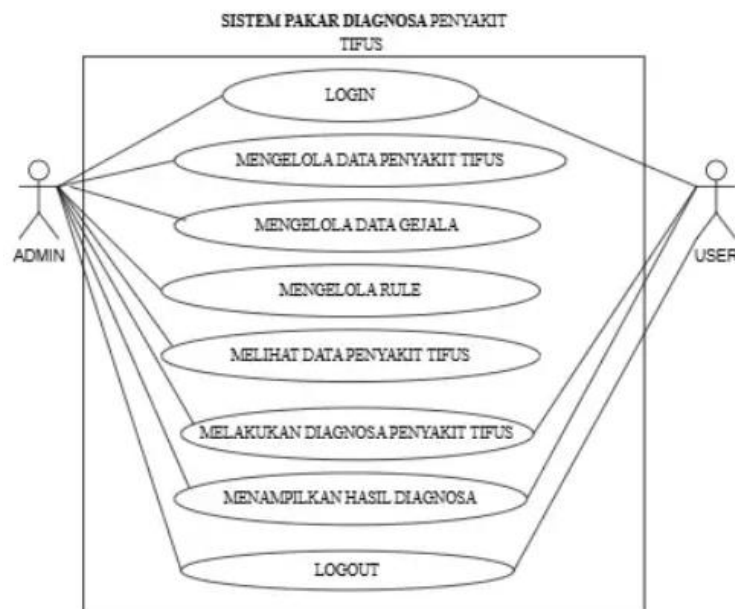 SISTEM PAKAR DIAGNOSA PENYAKIT
TIFUS
LOGIN
MENGELOLA DATA PENYAKIT TIFUS
MENGELOLA DATA GEJALA
ADMIN
USER
MENGELOLA RULE
MELIHAT DATA PENYAKIT TIFUS
MELAKUKAN DIAGNOSA PENYAKIT TIFUS
MENAMPILKAN HASIL DIAGNOSA
LOGOUT